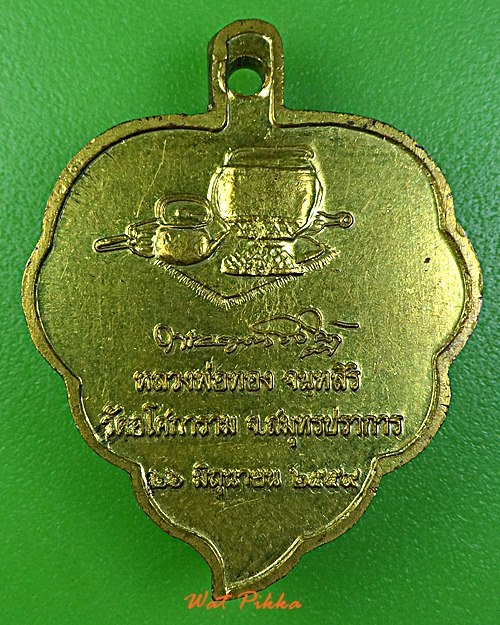 หลวงพ่อทอง จนฺทสิริ
วัดอโศการาม จ.สมุทรปราการ
๒๖ มิถุนายน ๒๕๕๙
Wat Pikka